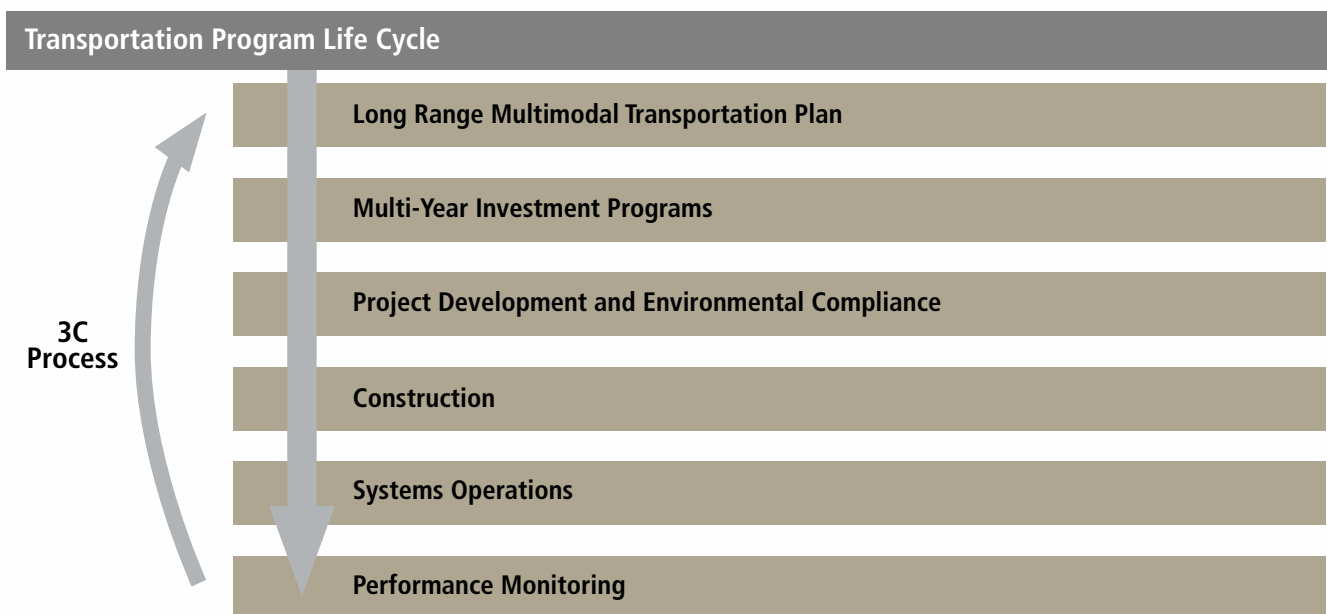 Transportation Program Life Cycle
Long Range Multimodal Transportation Plan
Multi-Year Investment Programs
Project Development and Environmental Compliance
3C
Process
Construction
Systems Operations
Performance Monitoring